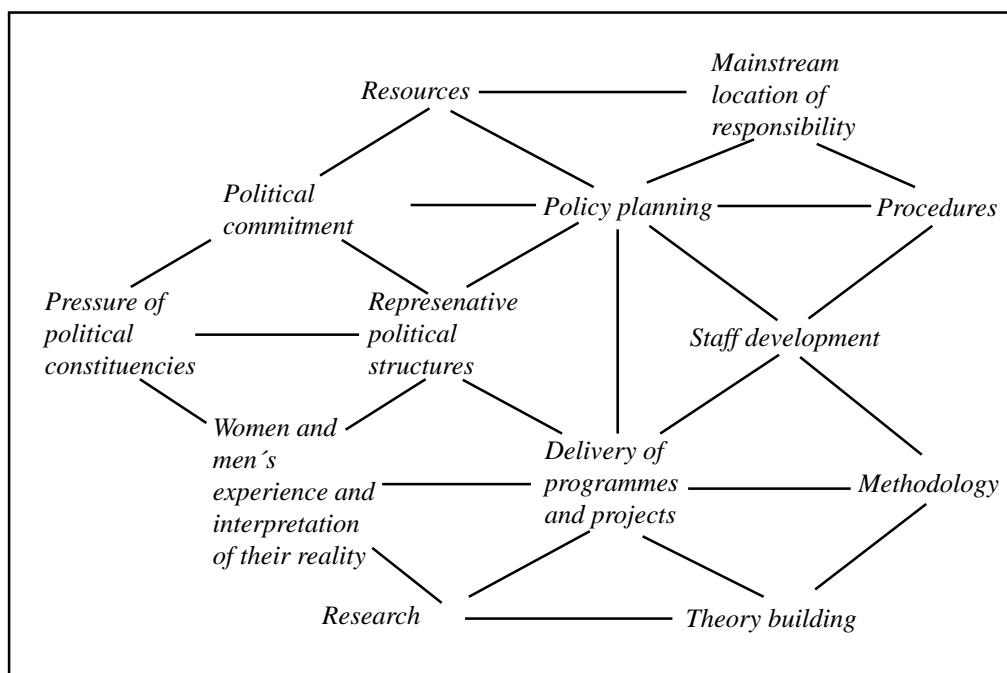 Resources
Mainstream
location of
responsibility
Political
commitment
Policy planning
Procedures
Pressure of
political
constituencies
Represenative
political
structures
Staff development
Women and
men´s
experience and
interpretation
of their reality
Delivery of
programmes
and projects
Methodology
Research
Theory building